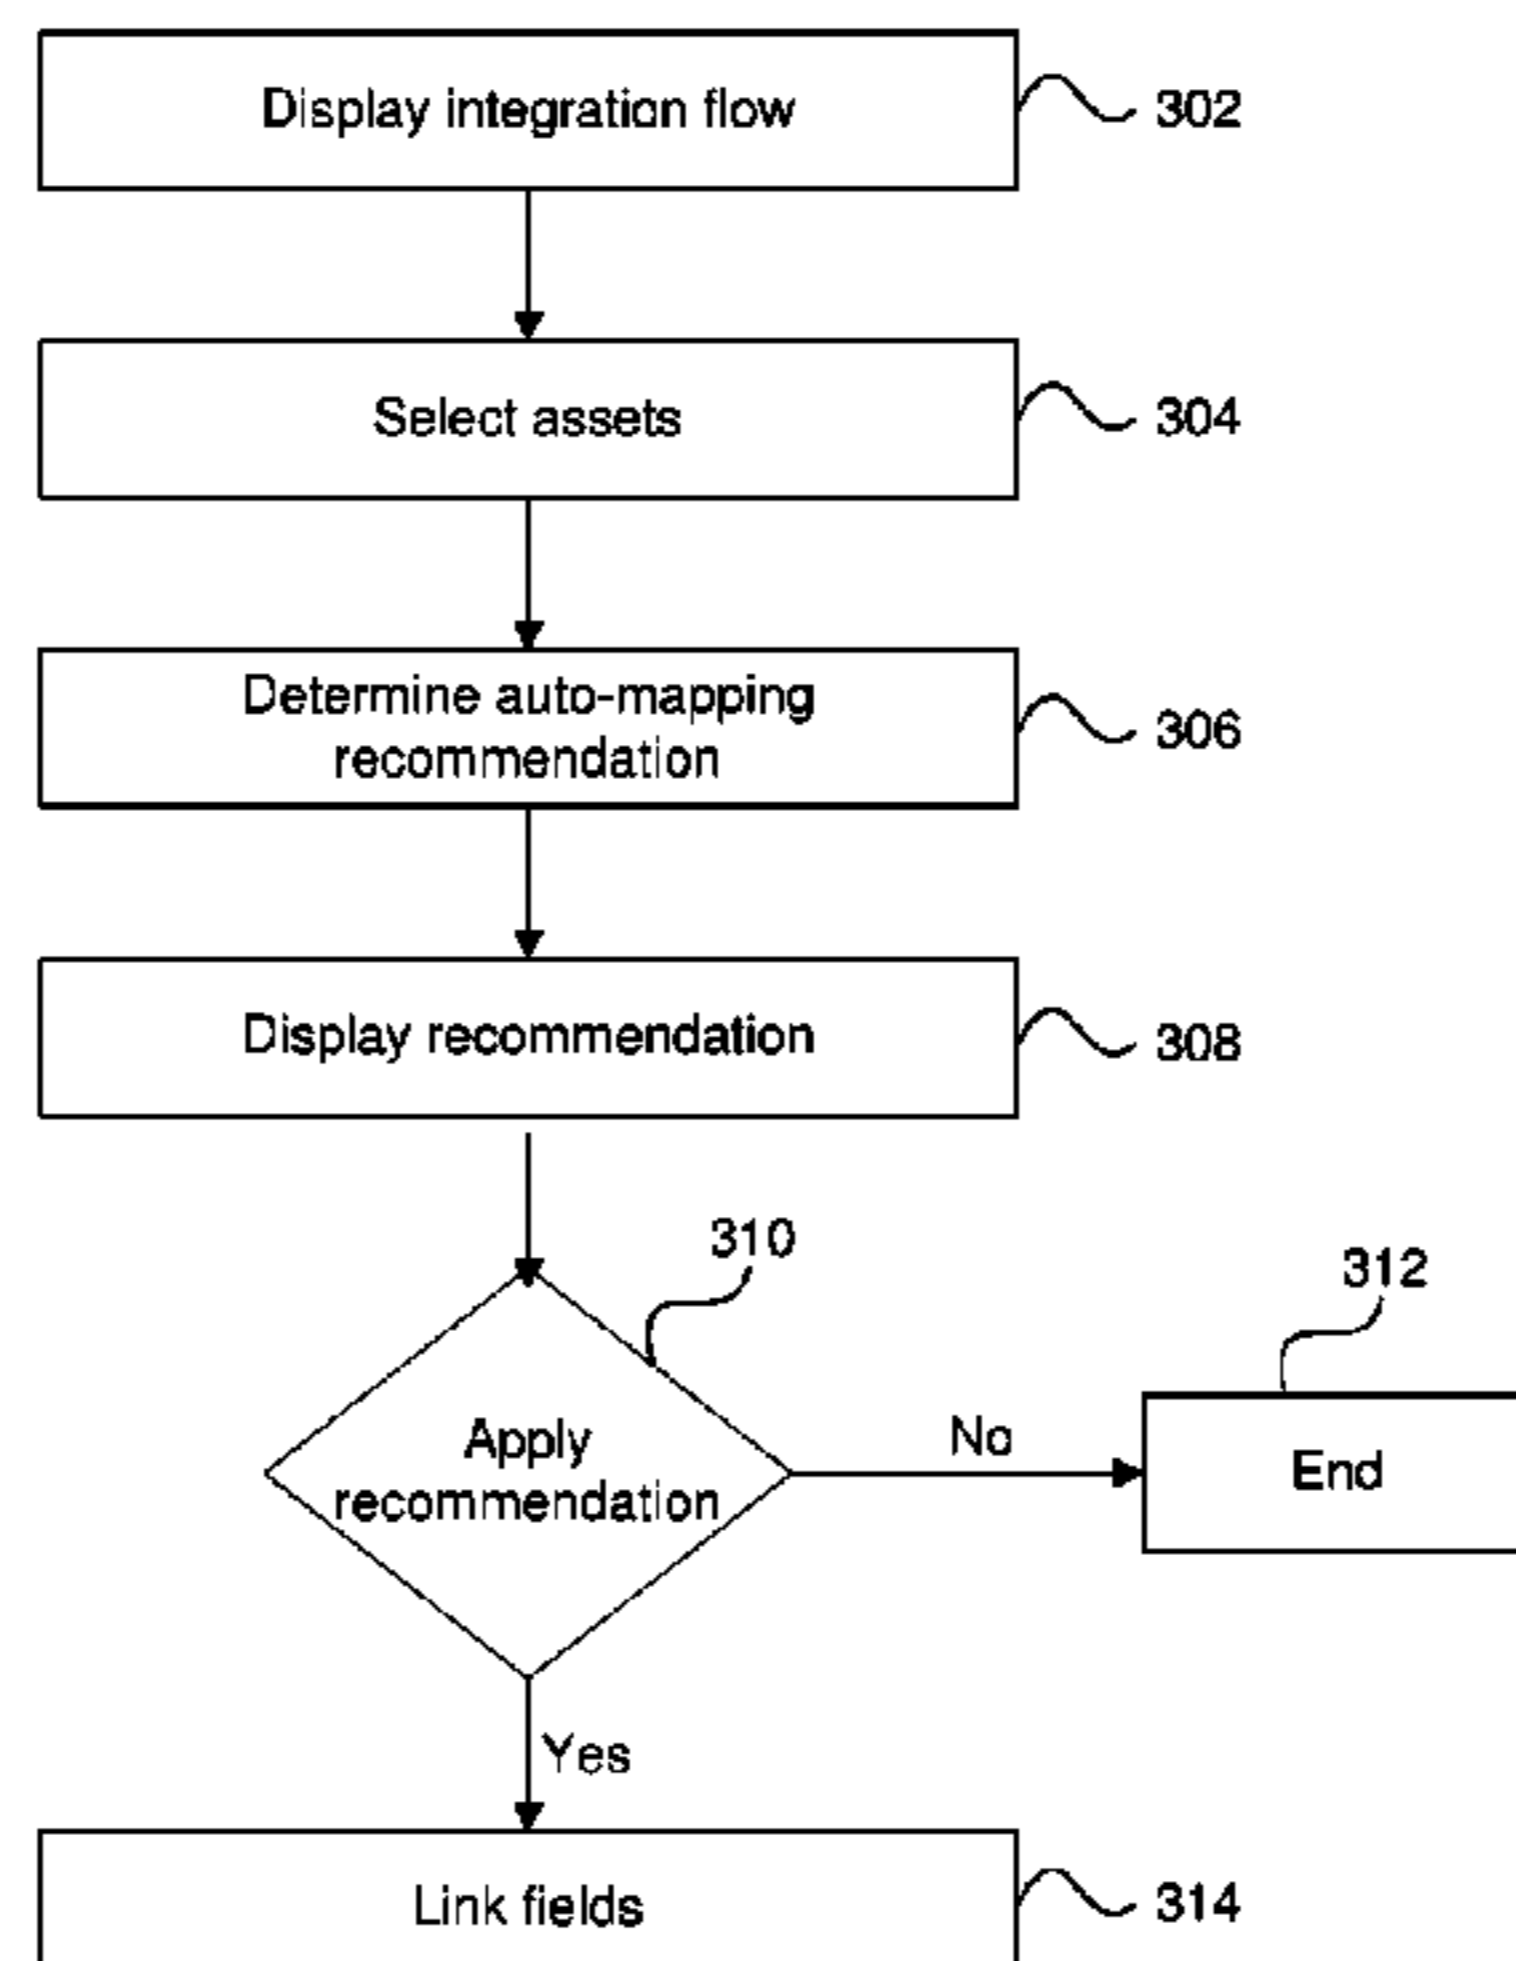 Display integration flow
302
Select assets
304
Determine auto-mapping
recommendation
306
Display recommendation
308
310
312
Apply
recommendation
No
End
Yes
Link fields
314